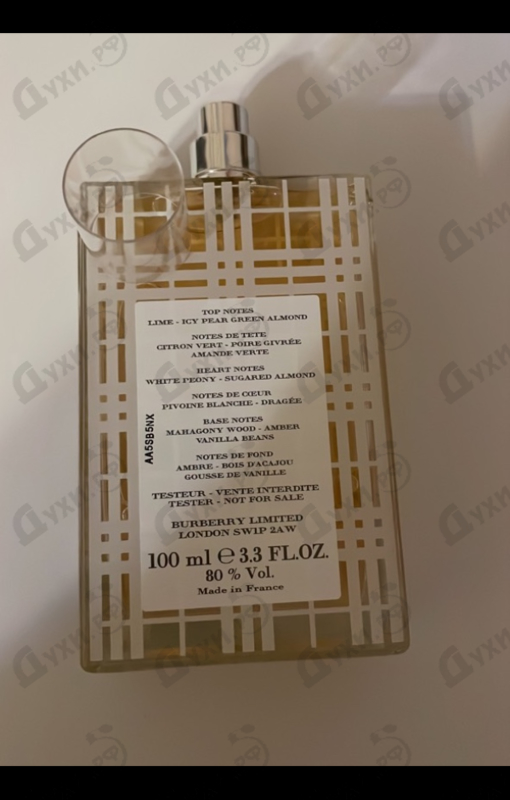 TOP NOTES
LIME - ICY PEAR GREEN ALMOND
NOTES DE TETE
CITRON VERT - POIRE GIVRÉE
AMANDE VERTE
HEART NOTES
WHITE PEONY - SUGARED ALMOND
NOTES DE CŒUR
PIVOINE BLANCHE - DRAGÉE
BASE NOTES
MAHAGONY WOOD - AMBER
VANILLA BEANS
NOTES DE FOND
AMBRE - BOIS D'ACAJOU
GOUSSE DE VANILLE
TESTEUR - VENTE INTERDITE
TESTER - NOT FOR SALE
BURBERRY LIMITED
LONDON SW1P 2AW
100 ml ℮ 3.3 FL.OZ.
80 % Vol.
Made in France
AA5SB5NX
Духи.рф